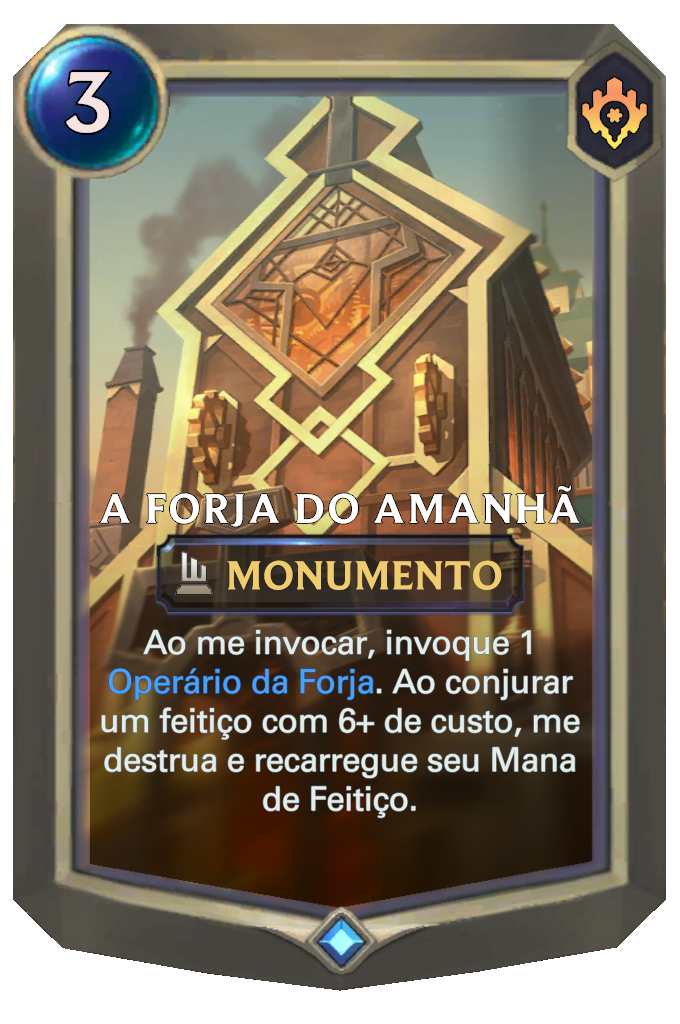 3
A FORJA DO AMANHÃ
MONUMENTO
Ao me invocar, invoque 1
Operário da Forja. Ao conjurar
um feitiço com 6+ de custo, me
destrua e recarregue seu Mana
de Feitiço.